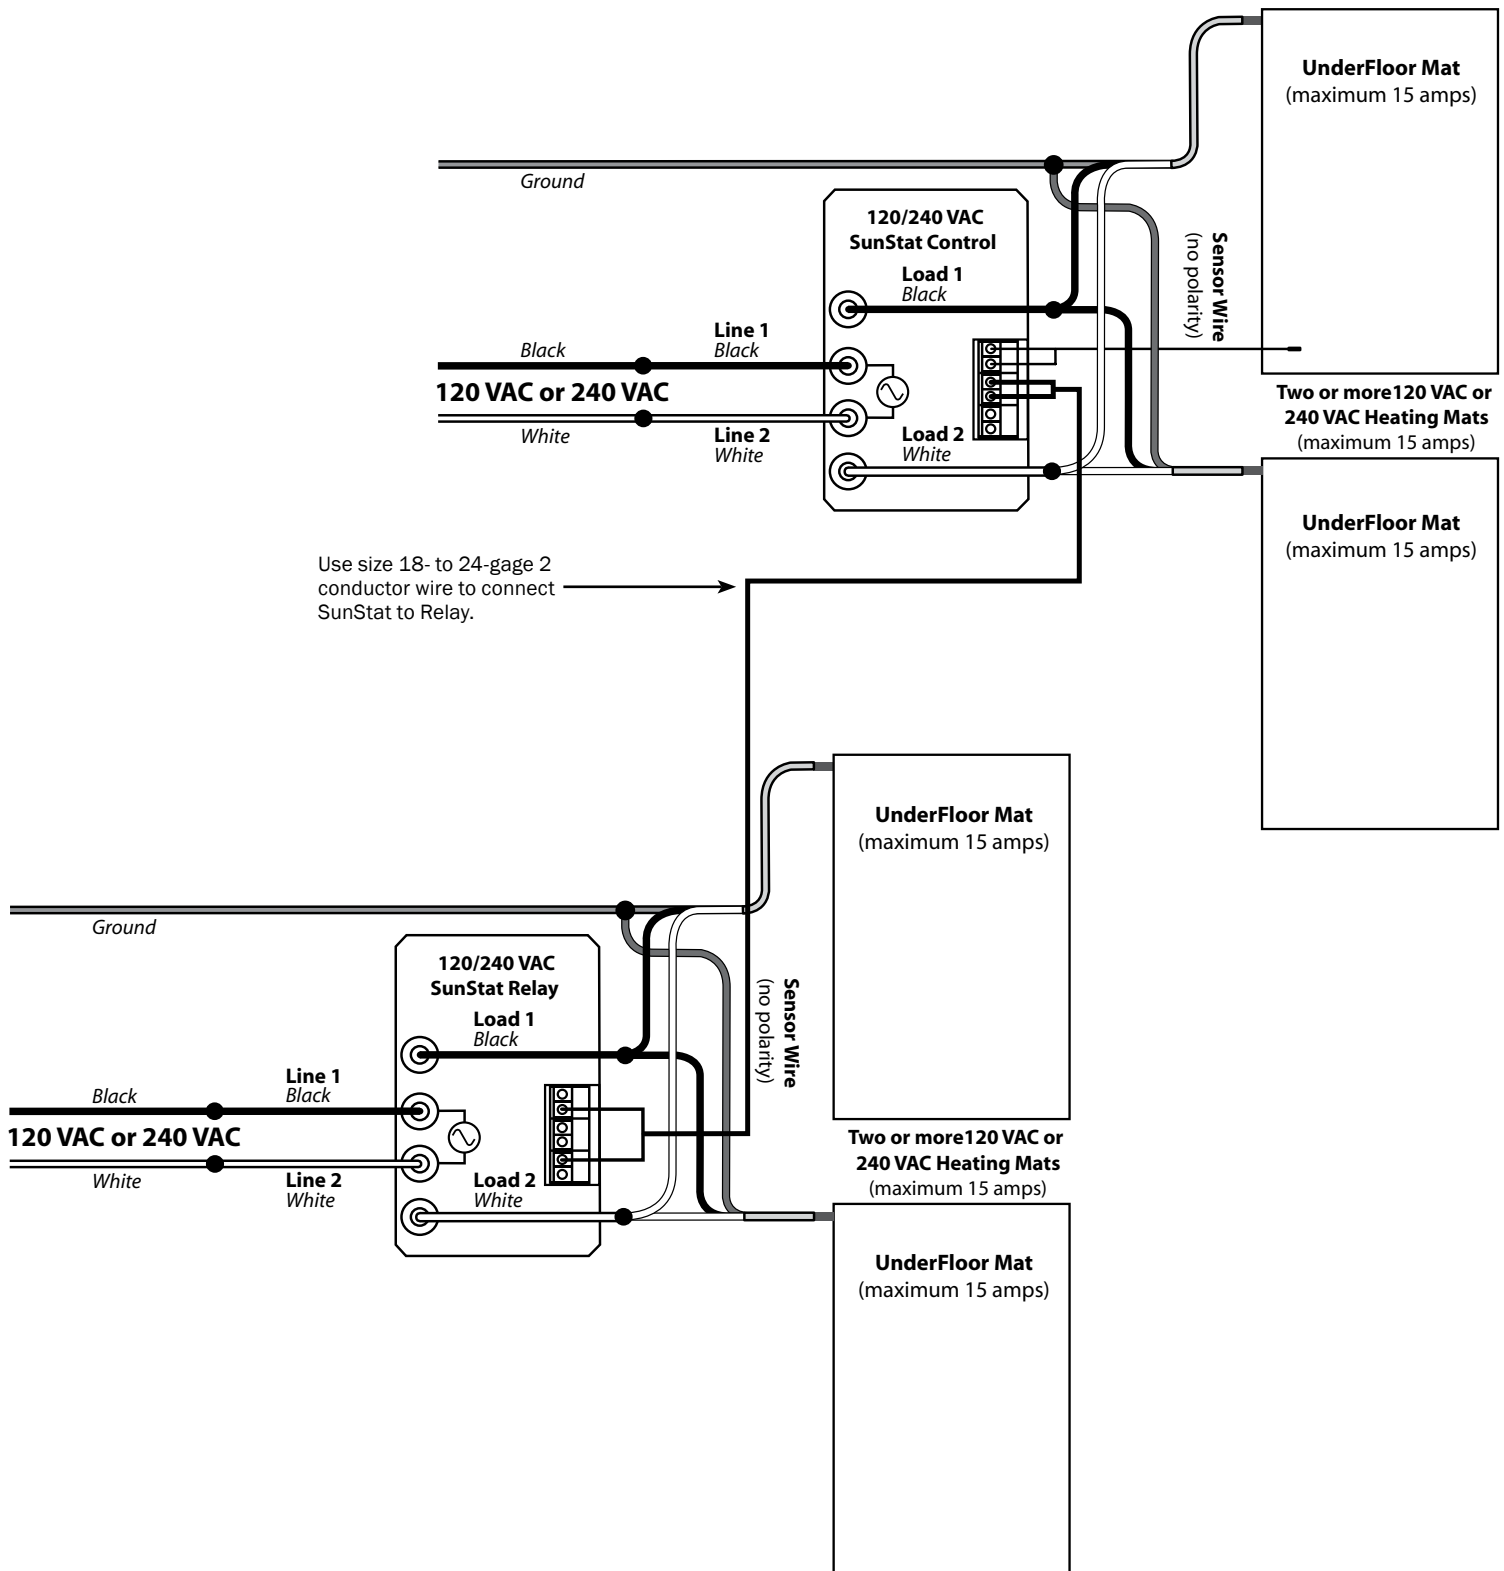 UnderFloor Mat
(maximum 15 amps)
Ground
120/240 VAC
SunStat Control
Load 1
Black
Sensor Wire
(no polarity)
Line 1
Black
Black
120 VAC or 240 VAC
White
Line 2
White
Load 2
White
Two or more120 VAC or
240 VAC Heating Mats
(maximum 15 amps)
UnderFloor Mat
(maximum 15 amps)
Use size 18- to 24-gage 2
conductor wire to connect
SunStat to Relay.
UnderFloor Mat
(maximum 15 amps)
Ground
120/240 VAC
SunStat Relay
Load 1
Black
Sensor Wire
(no polarity)
Line 1
Black
Black
120 VAC or 240 VAC
White
Line 2
White
Load 2
White
Two or more120 VAC or
240 VAC Heating Mats
(maximum 15 amps)
UnderFloor Mat
(maximum 15 amps)